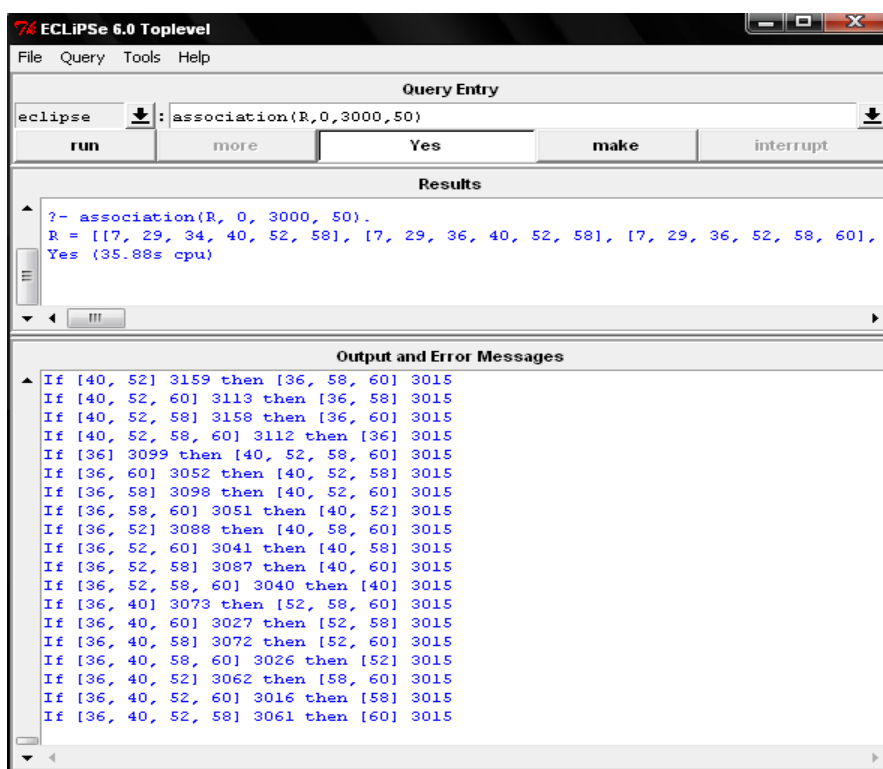 ECLiPSe 6.0 Toplevel
File Query Tools Help
Query Entry
eclipse : association(R,0,3000,50)
run more Yes make interrupt
Results
?- association(R, 0, 3000, 50).
R = [[7, 29, 34, 40, 52, 58], [7, 29, 36, 40, 52, 58], [7, 29, 36, 52, 58, 60],
Yes (35.88s cpu)
Output and Error Messages
If [40, 52] 3159 then [36, 58, 60] 3015
If [40, 52, 60] 3113 then [36, 58] 3015
If [40, 52, 58] 3158 then [36, 60] 3015
If [40, 52, 58, 60] 3112 then [36] 3015
If [36] 3099 then [40, 52, 58, 60] 3015
If [36, 60] 3052 then [40, 52, 58] 3015
If [36, 58] 3098 then [40, 52, 60] 3015
If [36, 58, 60] 3051 then [40, 52] 3015
If [36, 52] 3088 then [40, 58, 60] 3015
If [36, 52, 60] 3041 then [40, 58] 3015
If [36, 52, 58] 3087 then [40, 60] 3015
If [36, 52, 58, 60] 3040 then [40] 3015
If [36, 40] 3073 then [52, 58, 60] 3015
If [36, 40, 60] 3027 then [52, 58] 3015
If [36, 40, 58] 3072 then [52, 60] 3015
If [36, 40, 58, 60] 3026 then [52] 3015
If [36, 40, 52] 3062 then [58, 60] 3015
If [36, 40, 52, 60] 3016 then [58] 3015
If [36, 40, 52, 58] 3061 then [60] 3015